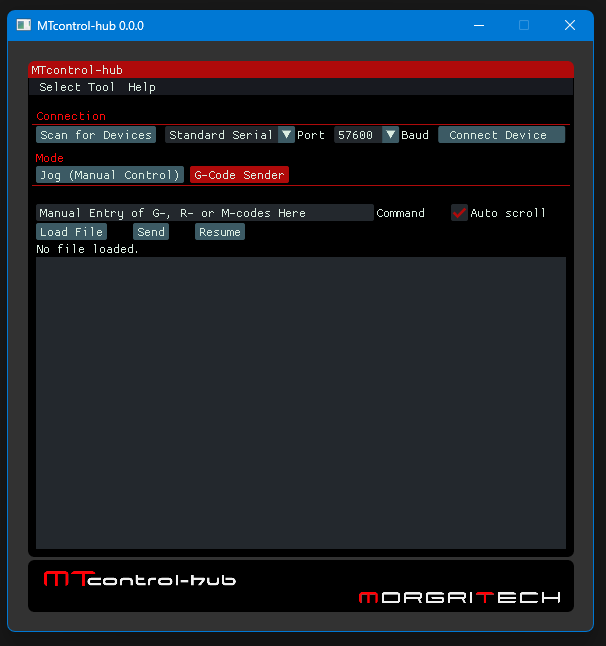 MTcontrol-hub 0.0.0
MTcontrol-hub
Select Tool Help
Connection
Scan for Devices Standard Serial Port 57600 Baud Connect Device
Mode
Jog (Manual Control) G-Code Sender
Manual Entry of G-, R- or M-codes Here Command Auto scroll
Load File Send Resume
No file loaded.
MTcontrol-hub
MORGRITECH